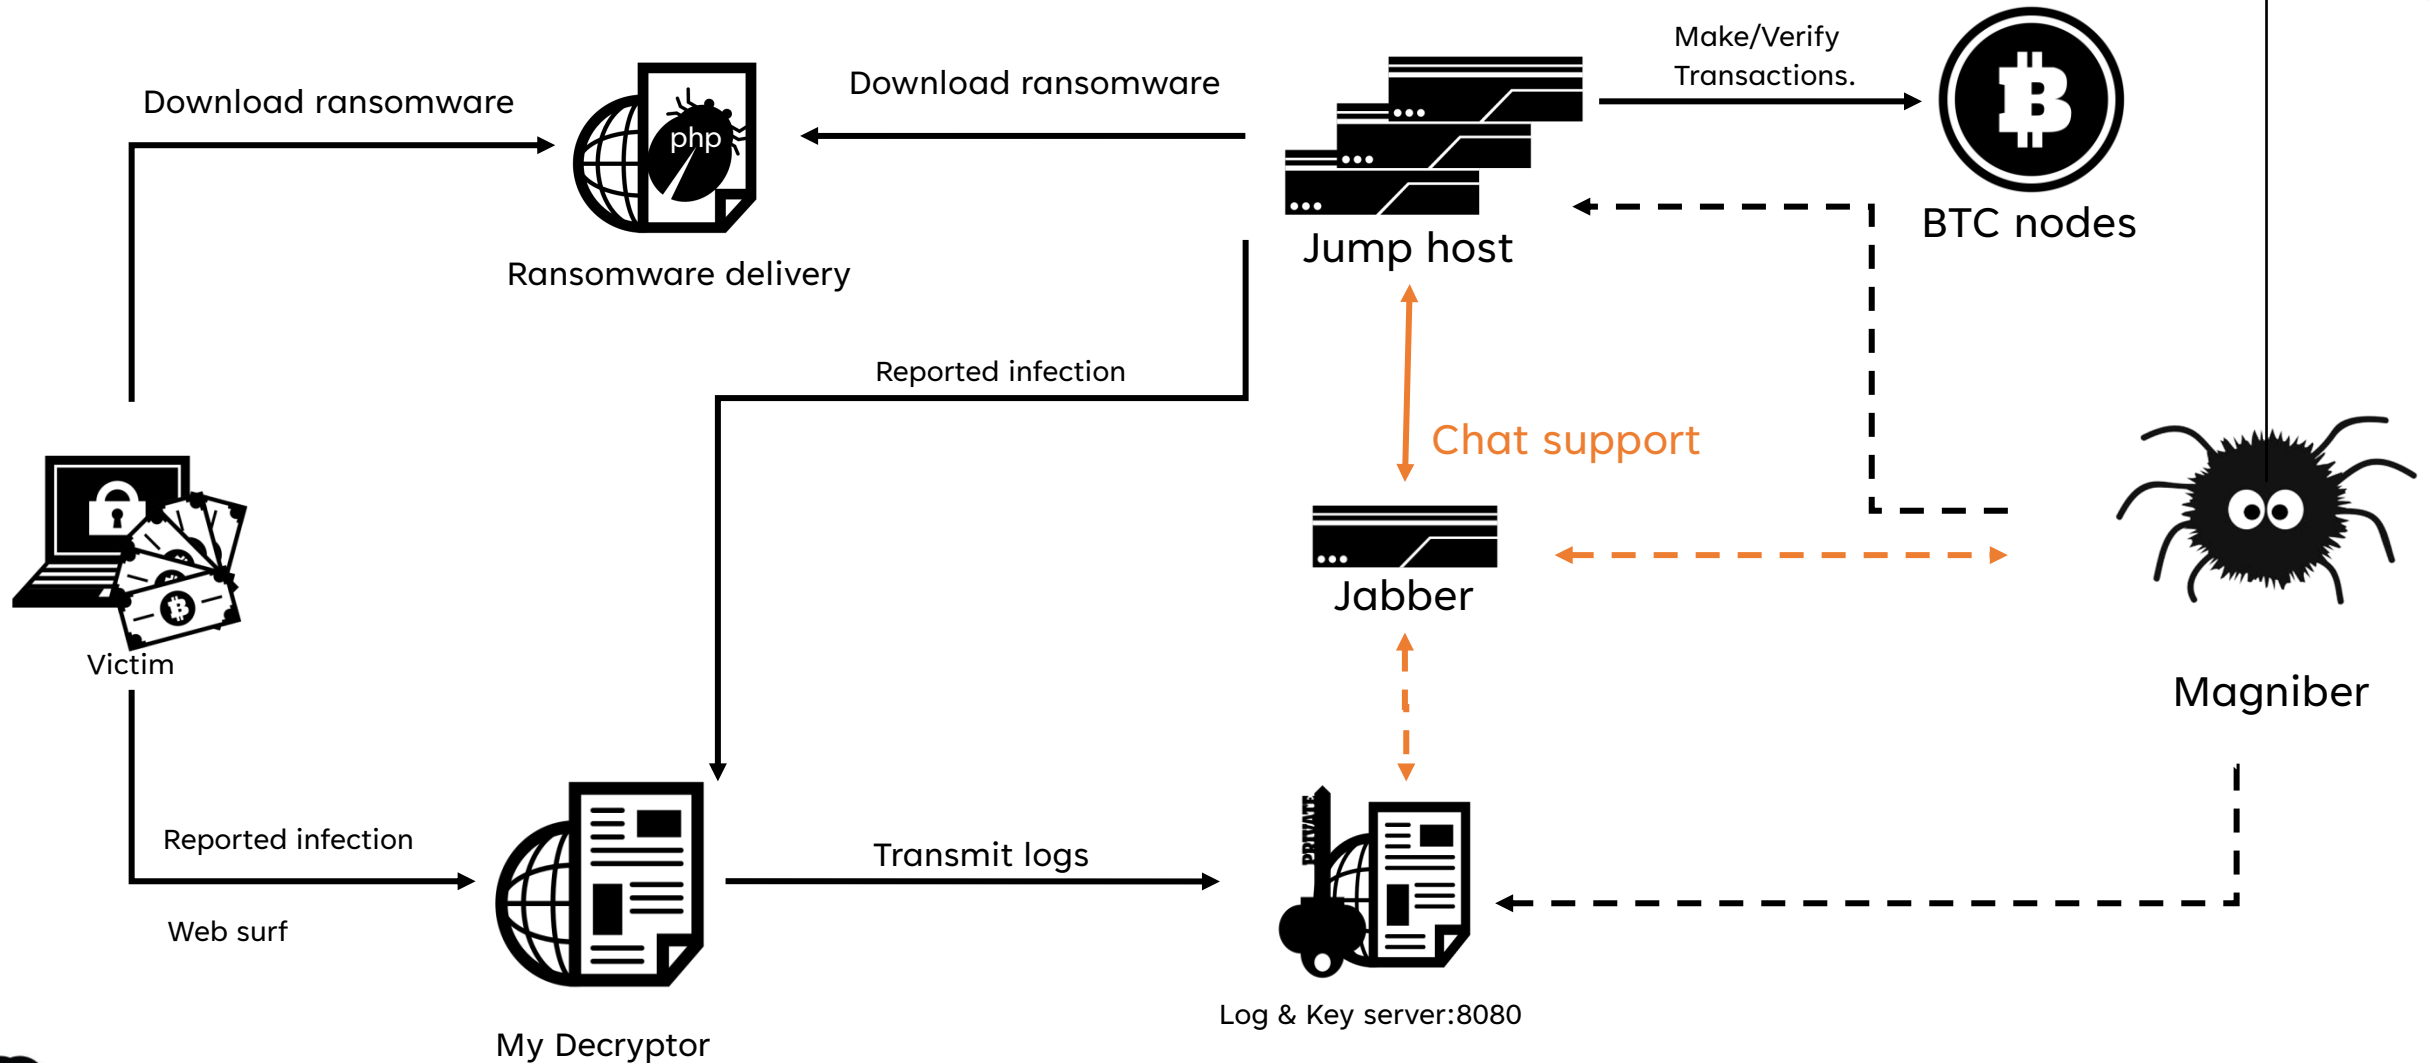 Make/Verify
Transactions.
Download ransomware
Download ransomware
php
Ransomware delivery
Jump host
BTC nodes
Reported infection
Chat support
Jabber
Victim
Magniber
PRIVATE
Reported infection
Transmit logs
Web surf
Log & Key server:8080
My Decryptor